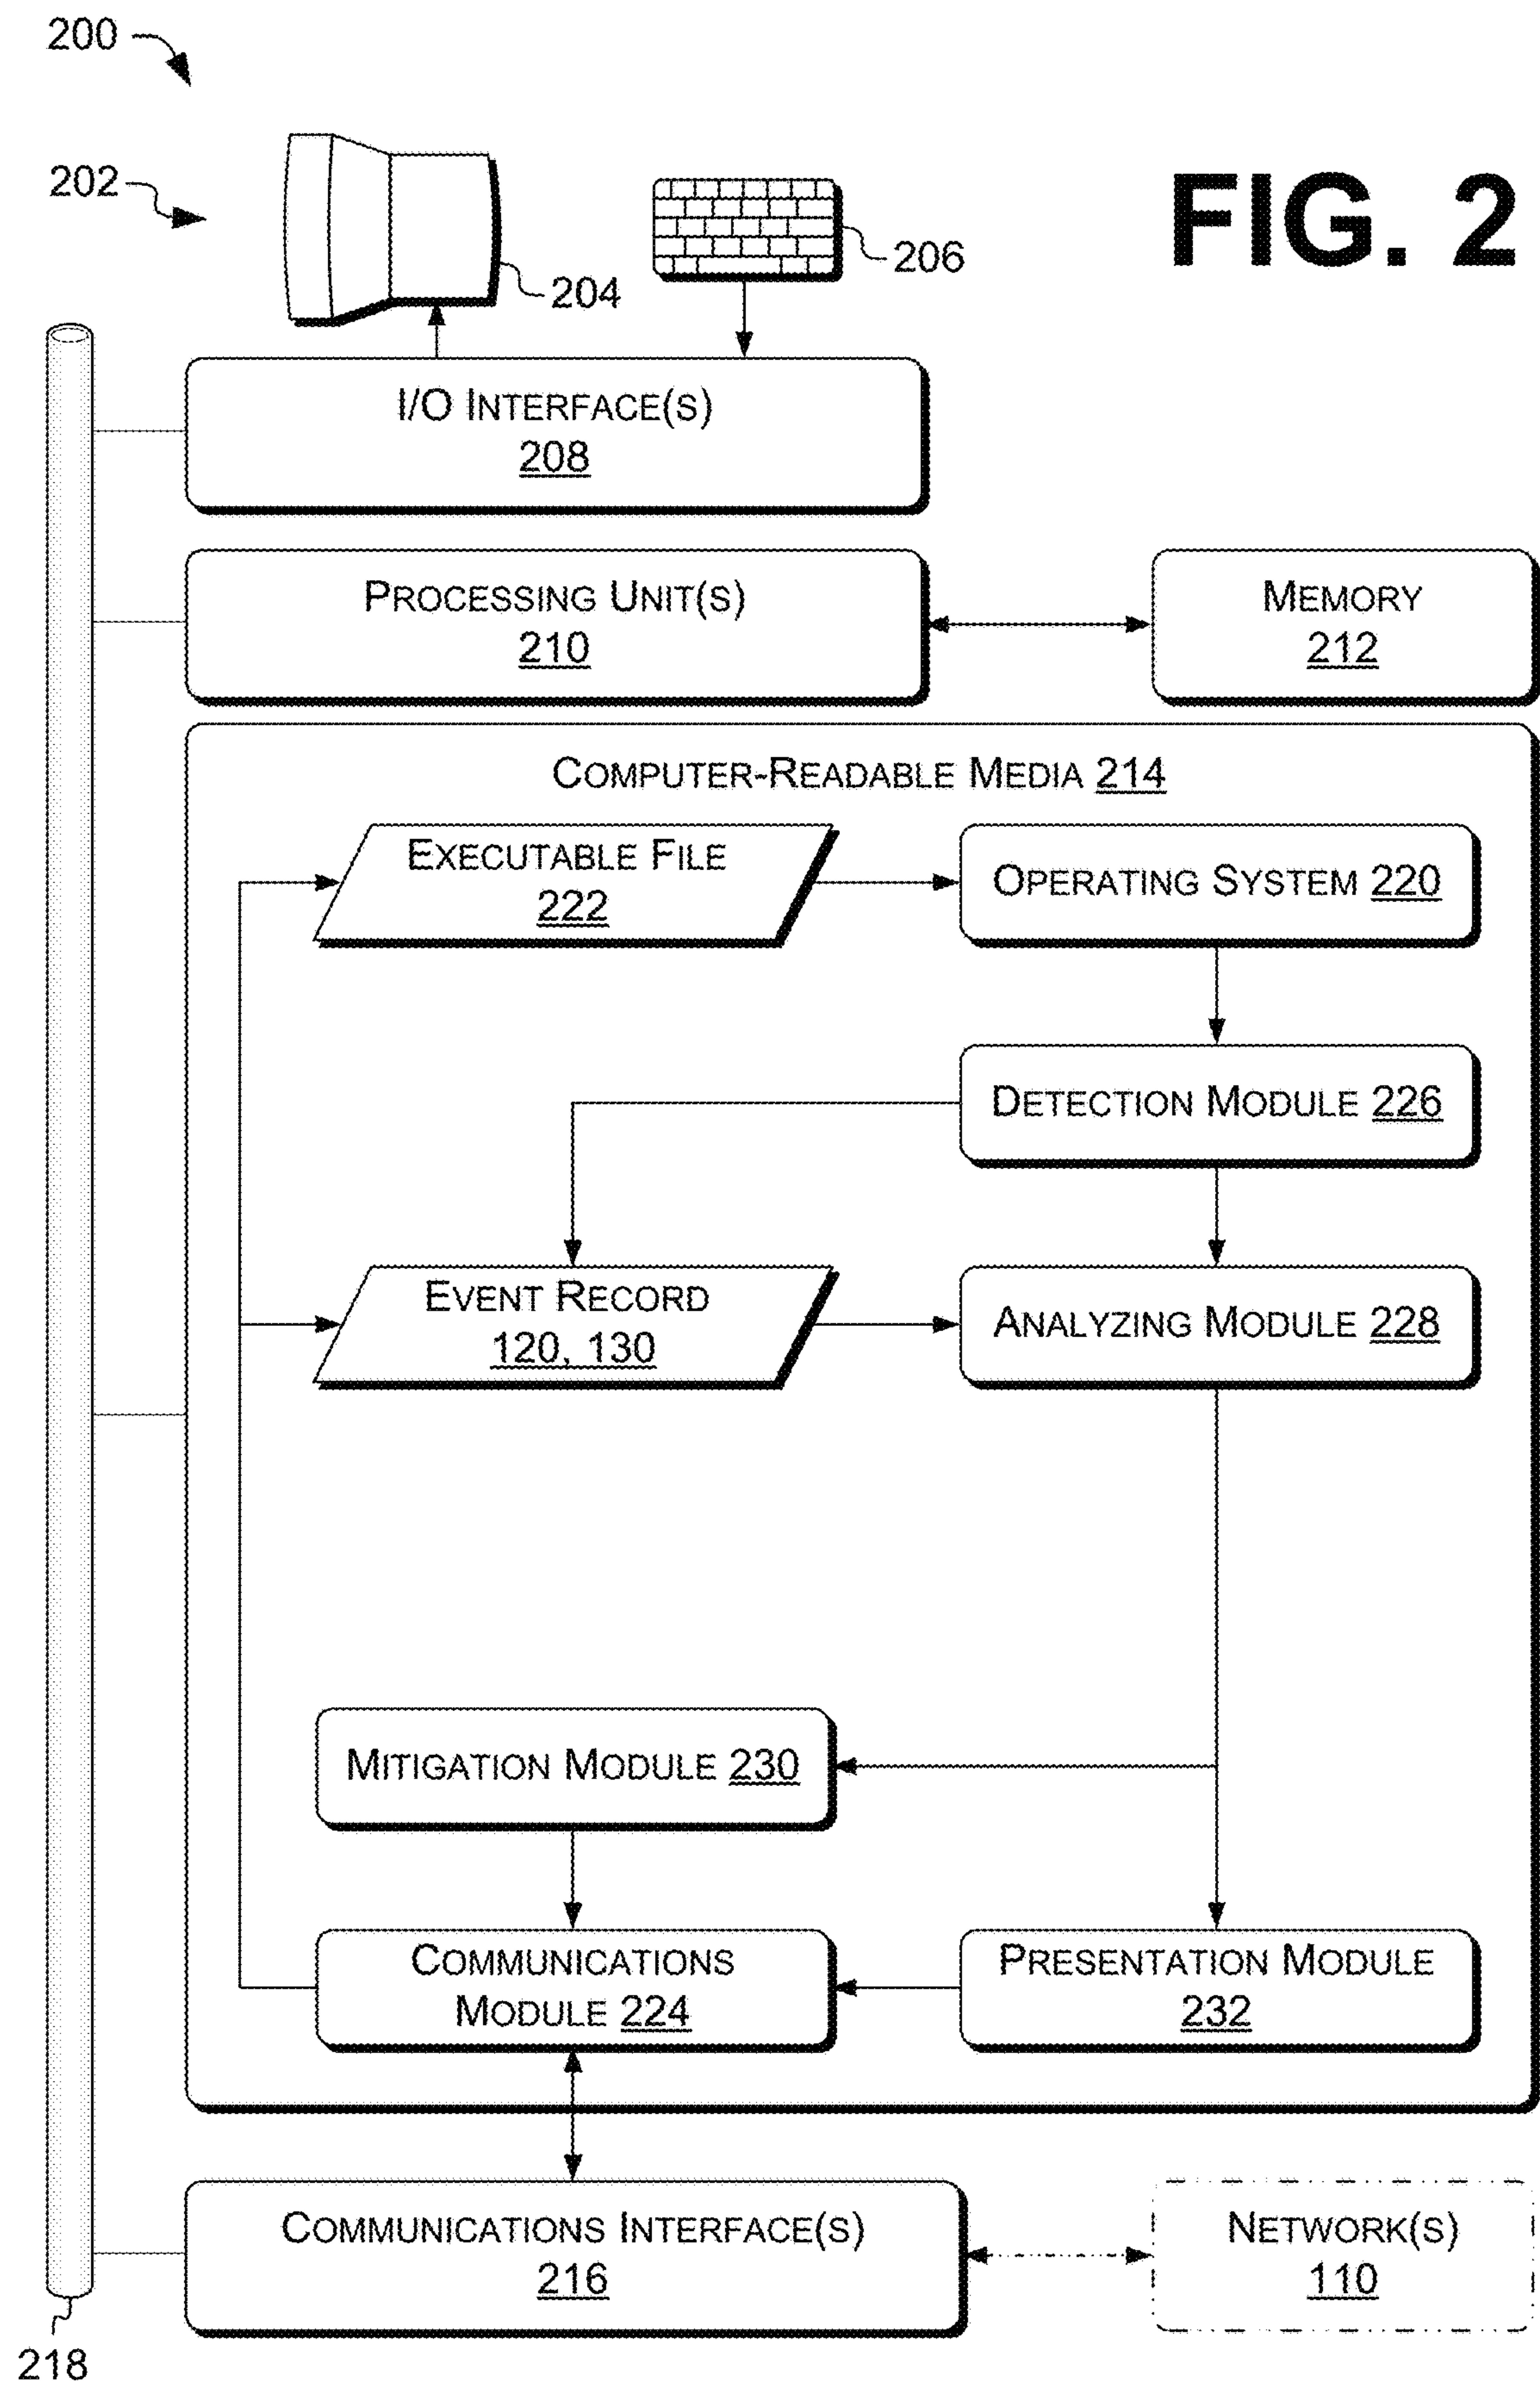 200
202
FIG. 2
204
206
I/O INTERFACE(S)
208
PROCESSING UNIT(S)
210
MEMORY
212
COMPUTER-READABLE MEDIA 214
EXECUTABLE FILE
222
OPERATING SYSTEM 220
DETECTION MODULE 226
EVENT RECORD
120, 130
ANALYZING MODULE 228
MITIGATION MODULE 230
COMMUNICATIONS
MODULE 224
PRESENTATION MODULE
232
COMMUNICATIONS INTERFACE(S)
216
NETWORK(S)
110
218